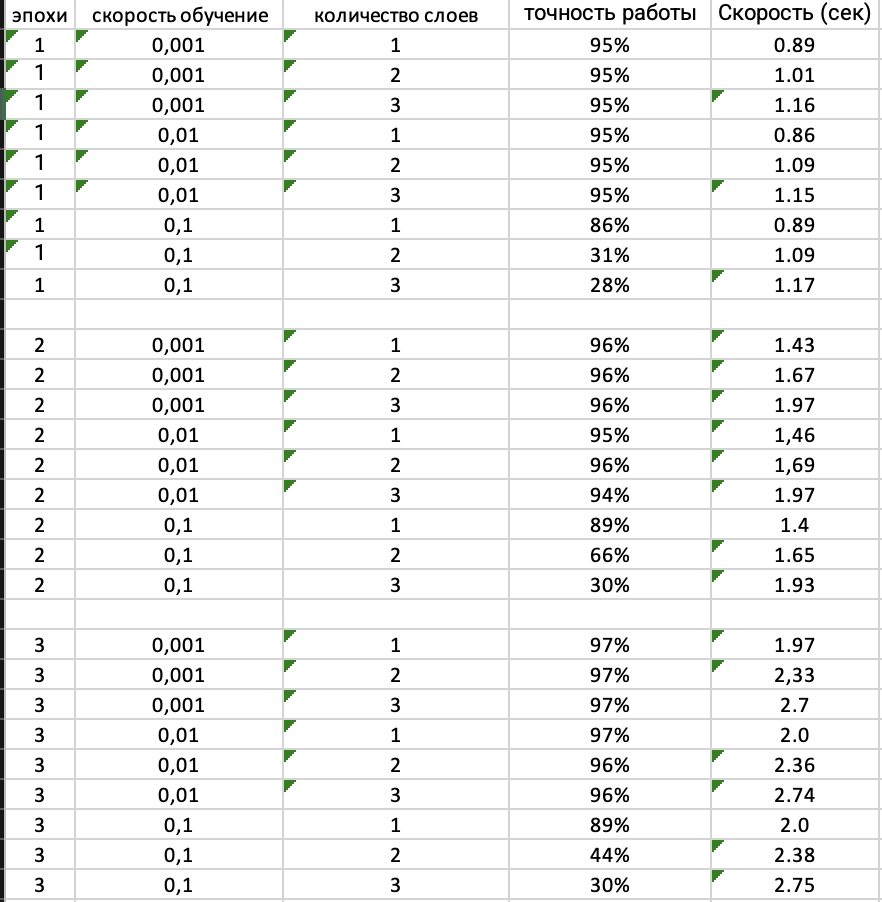 эпохи скорость обучение количество слоев точность работы Скорость (сек)
1 0,001 1 95% 0.89
1 0,001 2 95% 1.01
1 0,001 3 95% 1.16
1 0,01 1 95% 0.86
1 0,01 2 95% 1.09
1 0,01 3 95% 1.15
1 0,1 1 86% 0.89
1 0,1 2 31% 1.09
1 0,1 3 28% 1.17
2 0,001 1 96% 1.43
2 0,001 2 96% 1.67
2 0,001 3 96% 1.97
2 0,01 1 95% 1,46
2 0,01 2 96% 1,69
2 0,01 3 94% 1.97
2 0,1 1 89% 1.4
2 0,1 2 66% 1.65
2 0,1 3 30% 1.93
3 0,001 1 97% 1.97
3 0,001 2 97% 2,33
3 0,001 3 97% 2.7
3 0,01 1 97% 2.0
3 0,01 2 96% 2.36
3 0,01 3 96% 2.74
3 0,1 1 89% 2.0
3 0,1 2 44% 2.38
3 0,1 3 30% 2.75